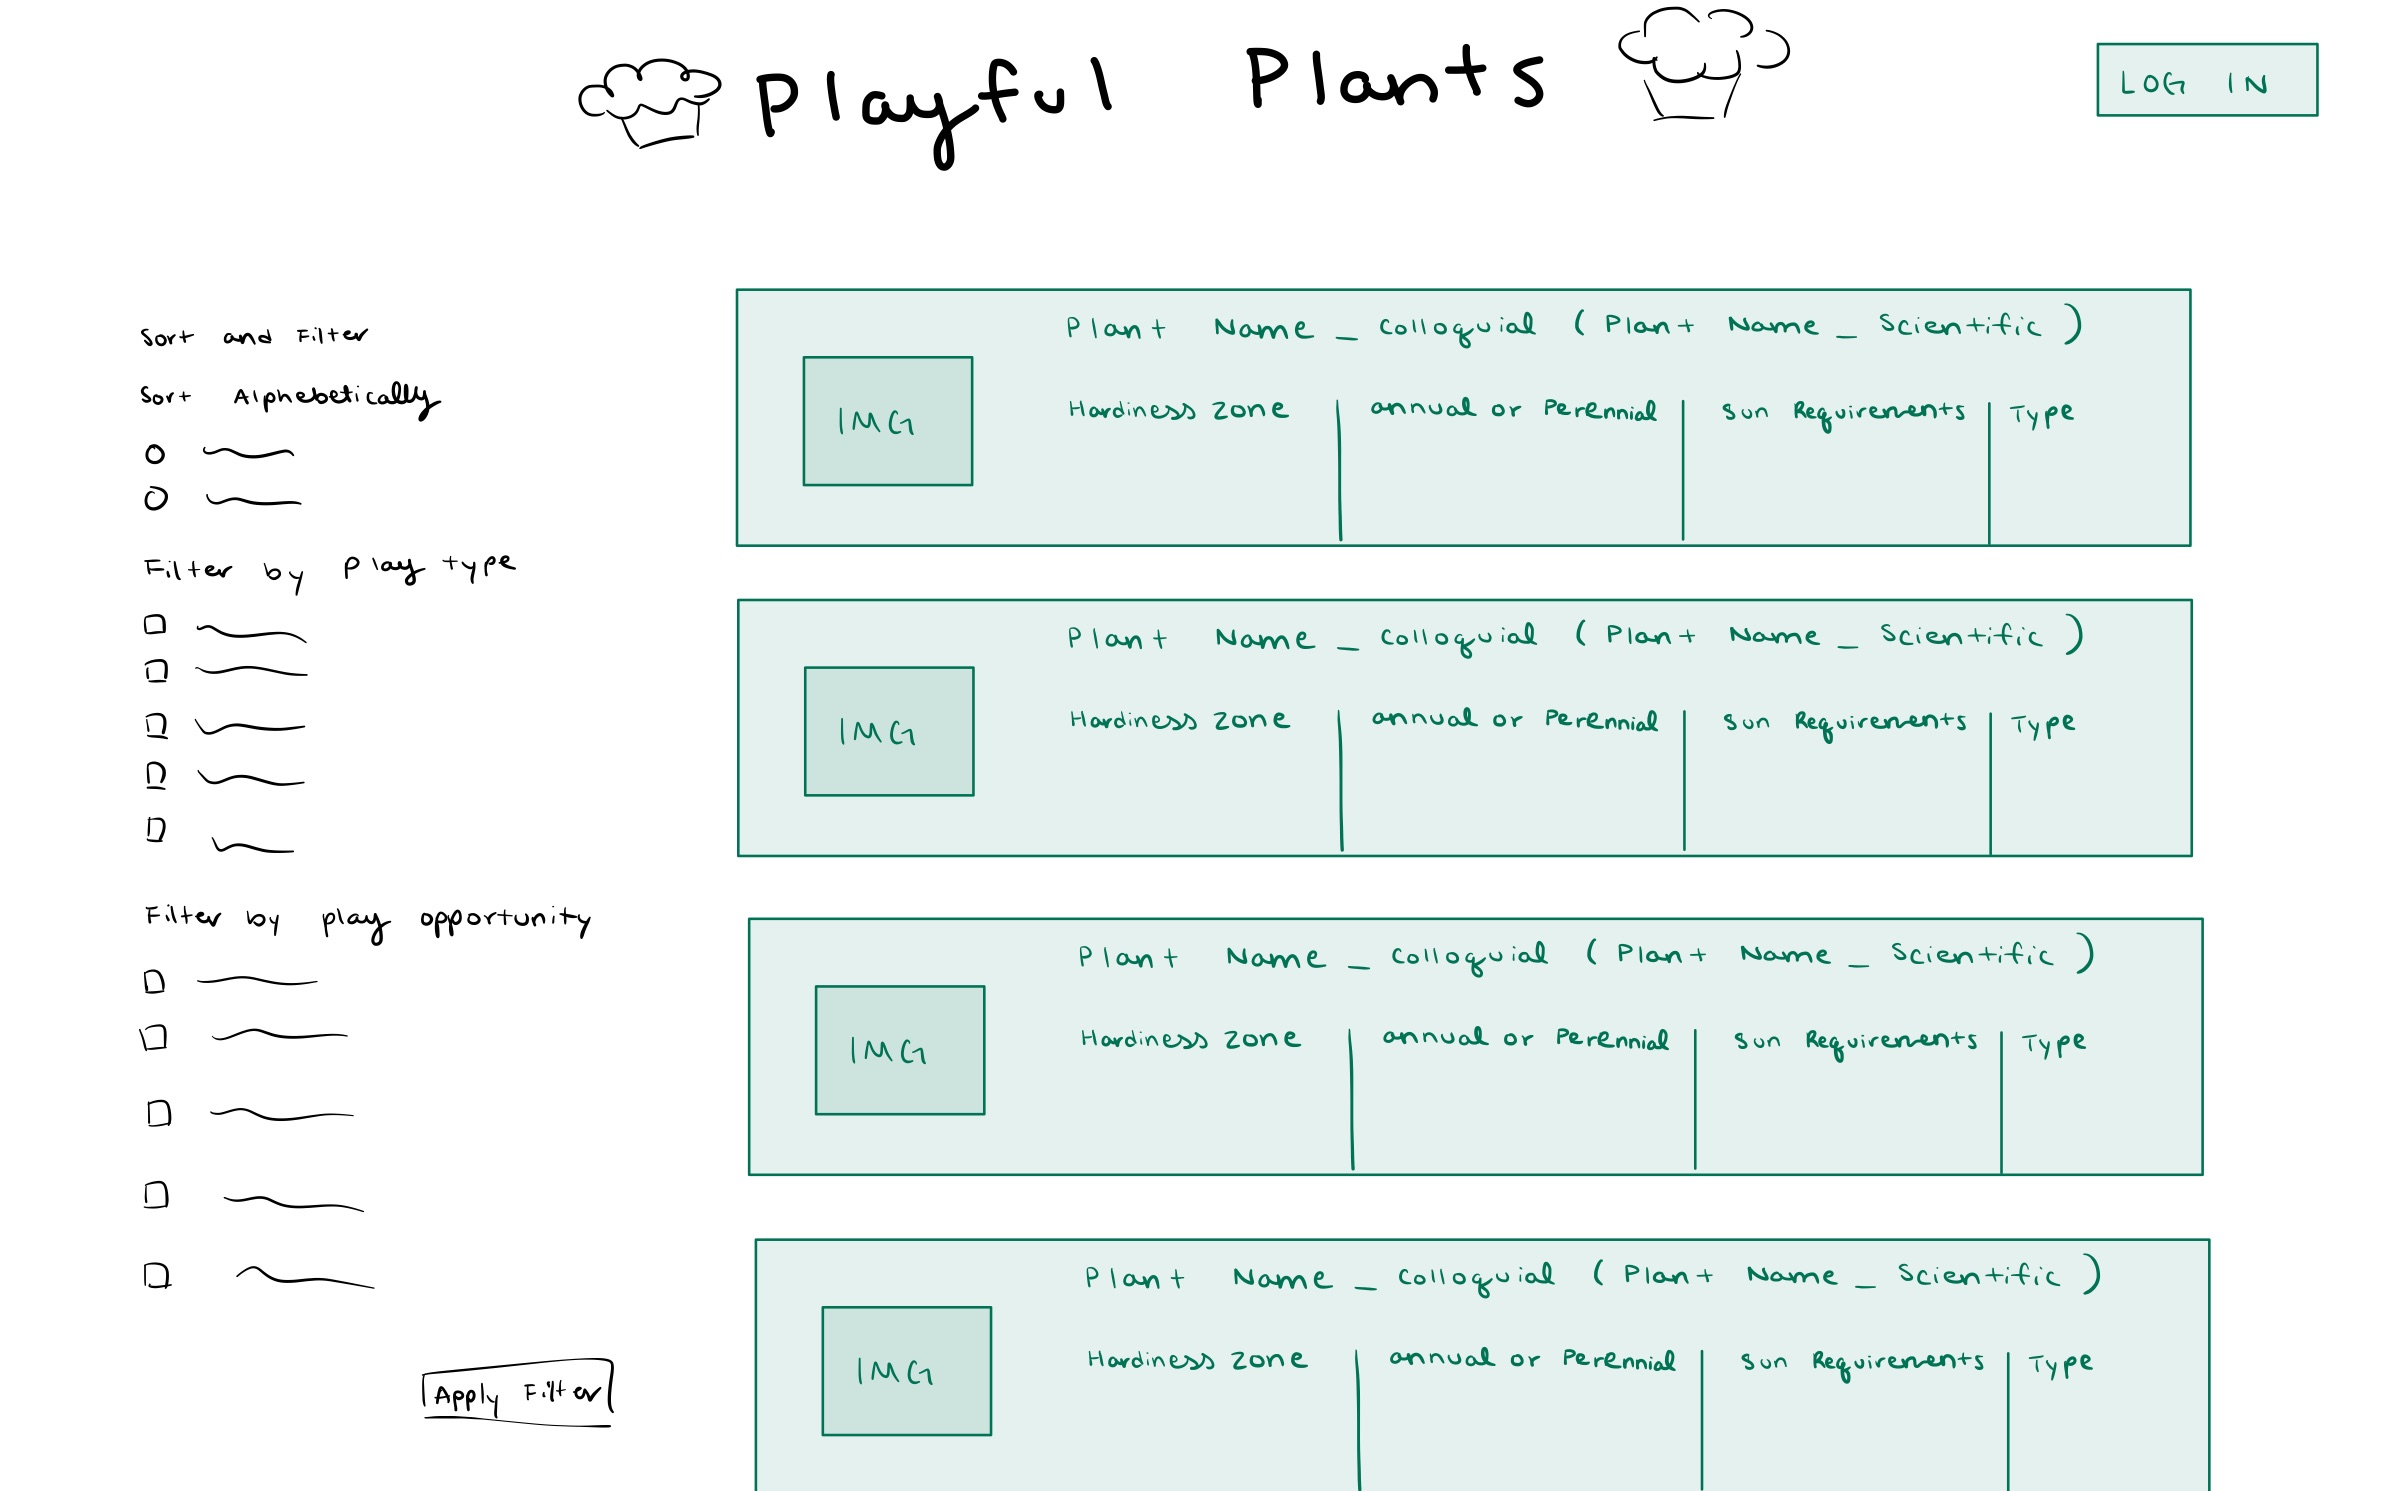 Playful Plants
LOG IN
Sort and Filter
Sort Alphebetically
Filter by Play type
Filter by play opportunity
Apply Filter
Plant Name _ Colloquial (Plant Name _ Scientific)
IMG
Hardiness Zone
annual or Perennial
Sun Requirements
Type
Plant Name _ Colloquial (Plant Name _ Scientific)
IMG
Hardiness Zone
annual or Perennial
Sun Requirements
Type
Plant Name _ Colloquial (Plant Name _ Scientific)
IMG
Hardiness Zone
annual or Perennial
Sun Requirements
Type
Plant Name _ Colloquial (Plant Name _ Scientific)
IMG
Hardiness Zone
annual or Perennial
Sun Requirements
Type